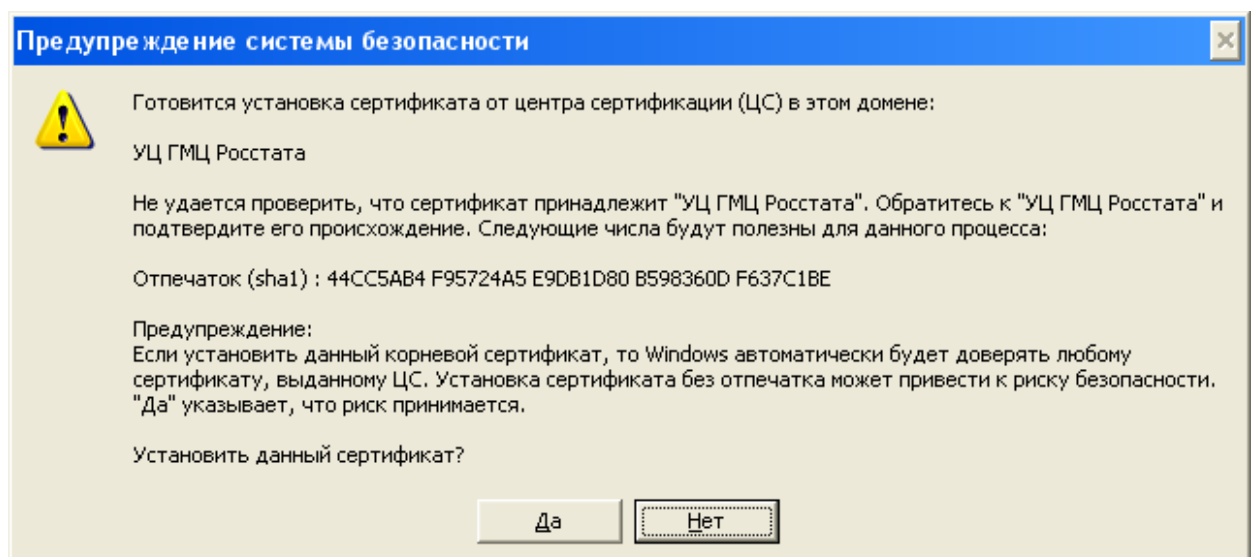 Предупреждение системы безопасности
Готовится установка сертификата от центра сертификации (ЦС) в этом домене:
УЦ ГМЦ Росстата
Не удается проверить, что сертификат принадлежит "УЦ ГМЦ Росстата". Обратитесь к "УЦ ГМЦ Росстата" и
подтвердите его происхождение. Следующие числа будут полезны для данного процесса:
Отпечаток (sha1) : 44CC5AB4 F95724A5 E9DB1D80 B598360D F637C1BE
Предупреждение:
Если установить данный корневой сертификат, то Windows автоматически будет доверять любому
сертификату, выданному ЦС. Установка сертификата без отпечатка может привести к риску безопасности.
"Да" указывает, что риск принимается.
Установить данный сертификат?
Да
Нет